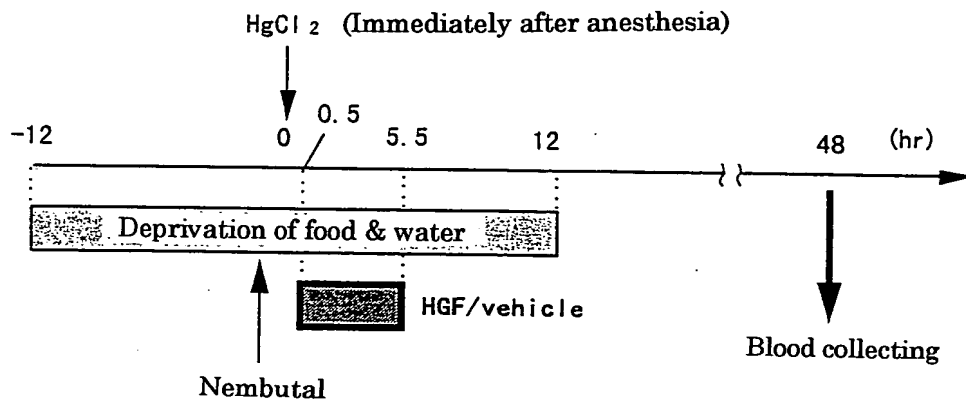 HgCl2 (Immediately after anesthesia)
0.5
-12 0 5.5 12 48 (hr)
Deprivation of food & water
HGF/vehicle
Blood collecting
Nembutal